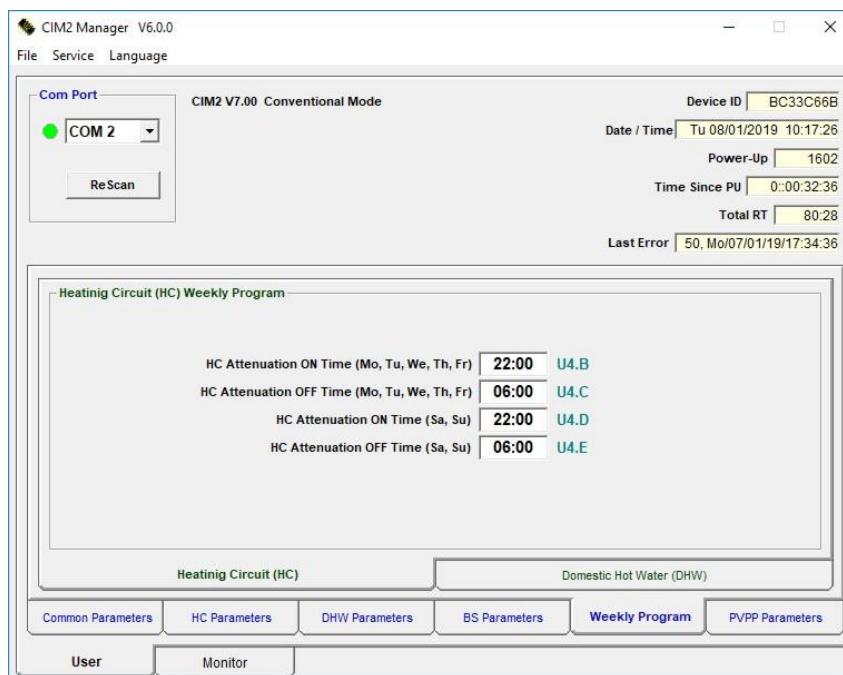 CIM2 Manager V6.0.0
File Service Language
Com Port
COM 2
ReScan
CIM2 V7.00 Conventional Mode
Device ID BC33C66B
Date / Time Tu 08/01/2019 10:17:26
Power-Up 1602
Time Since PU 0::00:32:36
Total RT 80:28
Last Error 50, Mo/07/01/19/17:34:36
Heatinig Circuit (HC) Weekly Program
HC Attenuation ON Time (Mo, Tu, We, Th, Fr) 22:00 U4.B
HC Attenuation OFF Time (Mo, Tu, We, Th, Fr) 06:00 U4.C
HC Attenuation ON Time (Sa, Su) 22:00 U4.D
HC Attenuation OFF Time (Sa, Su) 06:00 U4.E
Heatinig Circuit (HC) Domestic Hot Water (DHW)
Common Parameters HC Parameters DHW Parameters BS Parameters Weekly Program PVPP Parameters
User Monitor